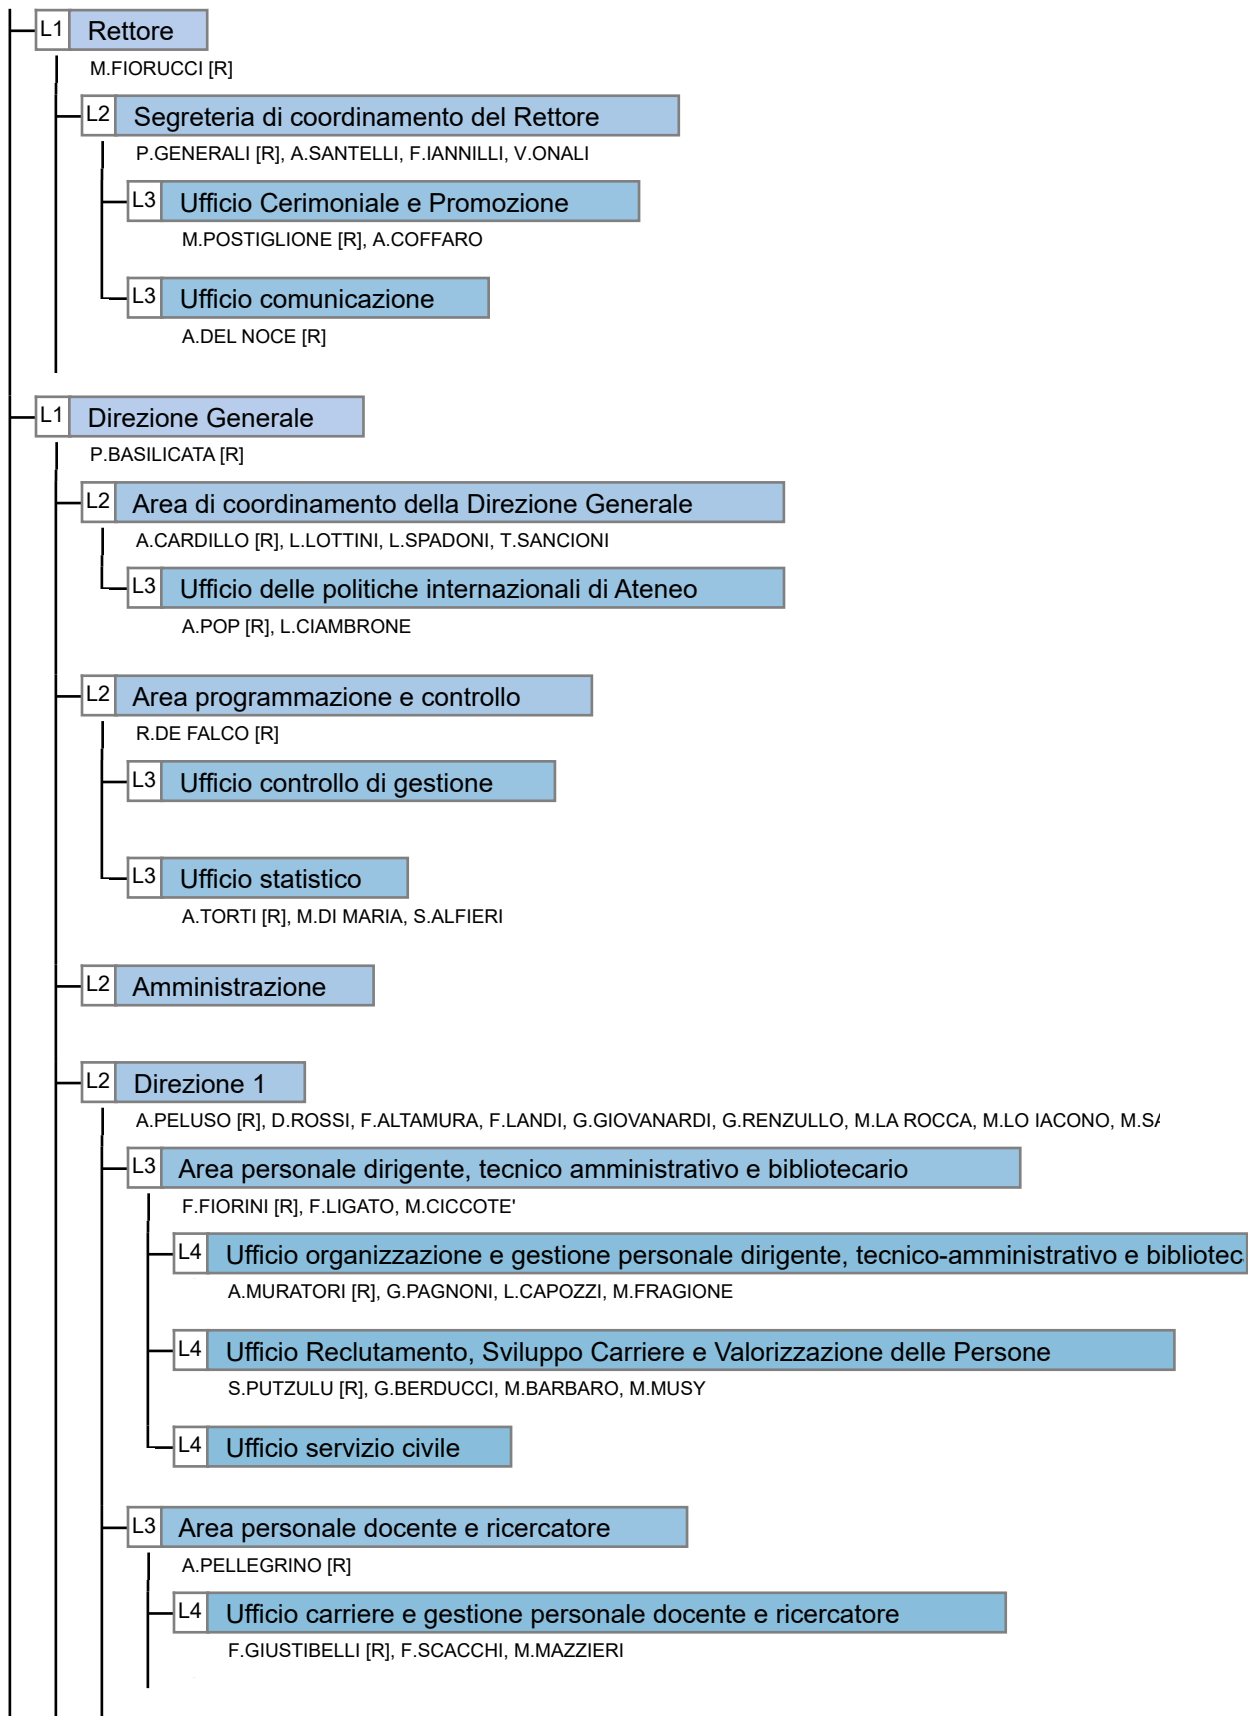 L1 Rettore
M.FIORUCCI [R]
L2 Segreteria di coordinamento del Rettore
P.GENERALI [R], A.SANTELLI, F.IANNILLI, V.ONALI
L3 Ufficio Cerimoniale e Promozione
M.POSTIGLIONE [R], A.COFFARO
L3 Ufficio comunicazione
A.DEL NOCE [R]
L1 Direzione Generale
P.BASILICATA [R]
L2 Area di coordinamento della Direzione Generale
A.CARDILLO [R], L.LOTTINI, L.SPADONI, T.SANCIONI
L3 Ufficio delle politiche internazionali di Ateneo
A.POP [R], L.CIAMBRONE
L2 Area programmazione e controllo
R.DE FALCO [R]
L3 Ufficio controllo di gestione
L3 Ufficio statistico
A.TORTI [R], M.DI MARIA, S.ALFIERI
L2 Amministrazione
L2 Direzione 1
A.PELUSO [R], D.ROSSI, F.ALTAMURA, F.LANDI, G.GIOVANARDI, G.RENZULLO, M.LA ROCCA, M.LO IACONO, M.SA
L3 Area personale dirigente, tecnico amministrativo e bibliotecario
F.FIORINI [R], F.LIGATO, M.CICCOTE'
L4 Ufficio organizzazione e gestione personale dirigente, tecnico-amministrativo e bibliotec
A.MURATORI [R], G.PAGNONI, L.CAPOZZI, M.FRAGIONE
L4 Ufficio Reclutamento, Sviluppo Carriere e Valorizzazione delle Persone
S.PUTZULU [R], G.BERDUCCI, M.BARBARO, M.MUSY
L4 Ufficio servizio civile
L3 Area personale docente e ricercatore
A.PELLEGRINO [R]
L4 Ufficio carriere e gestione personale docente e ricercatore
F.GIUSTIBELLI [R], F.SCACCHI, M.MAZZIERI